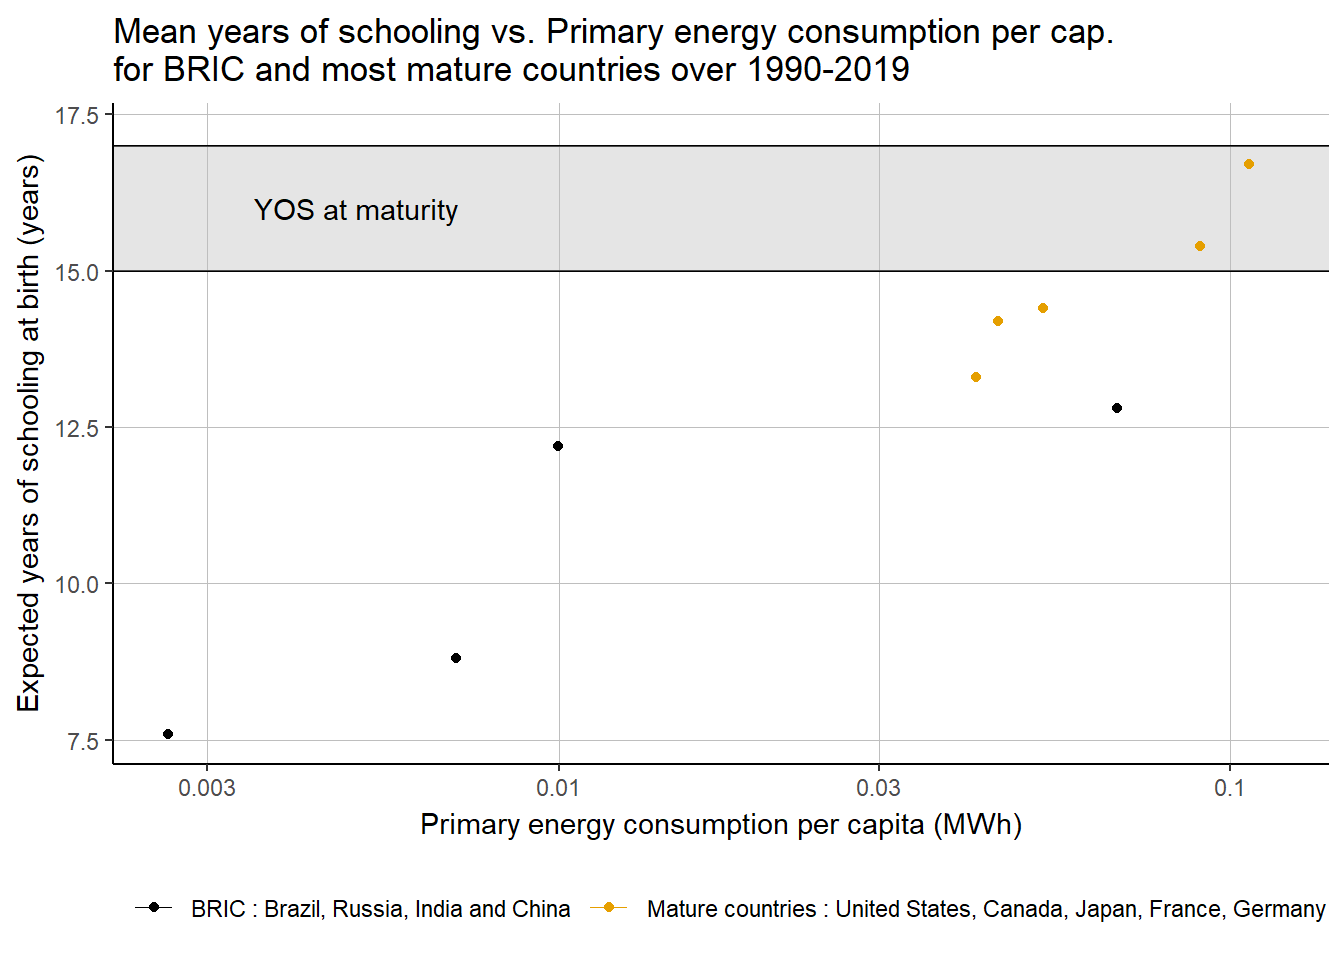 Mean years of schooling vs. Primary energy consumption per cap.
for BRIC and most mature countries over 1990-2019
Expected years of schooling at birth (years)
17.5
15.0
12.5
10.0
7.5
YOS at maturity
0.003 0.01 0.03 0.1
Primary energy consumption per capita (MWh)
BRIC : Brazil, Russia, India and China Mature countries : United States, Canada, Japan, France, Germany